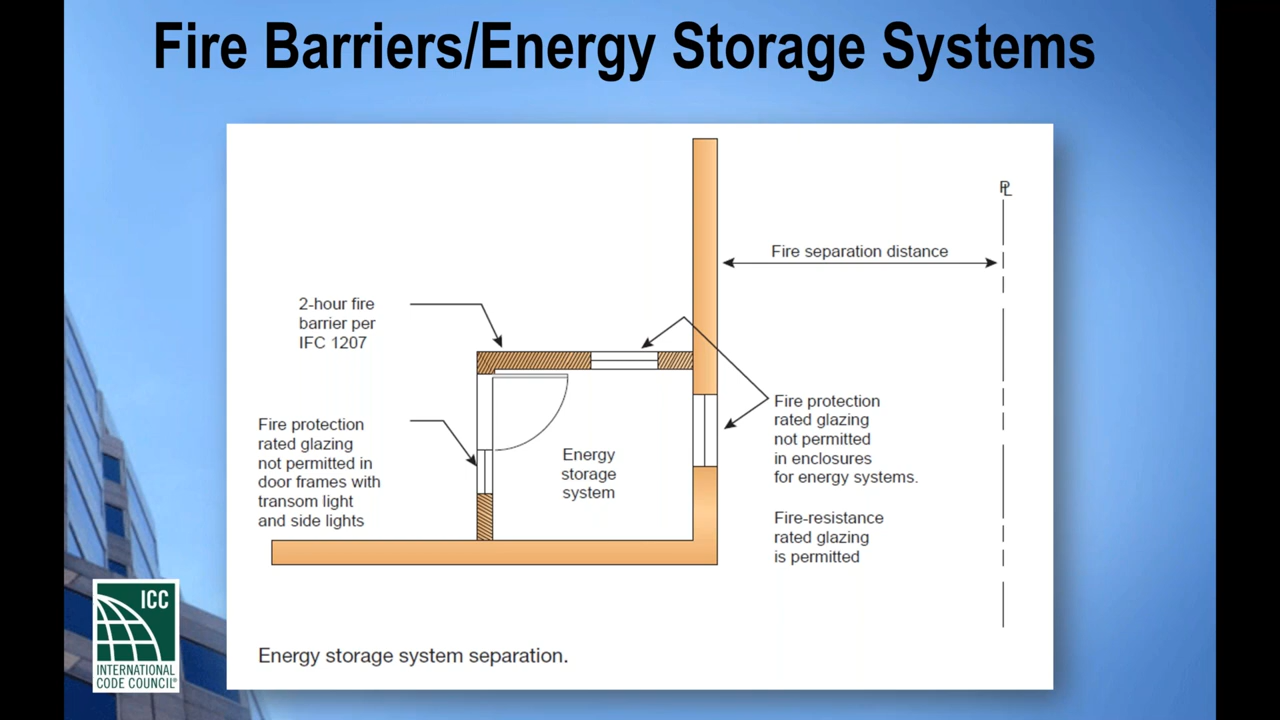 Fire Barriers/Energy Storage Systems
PL
Fire separation distance
2-hour fire
barrier per
IFC 1207
Fire protection
rated glazing
not permitted in
door frames with
transom light
and side lights
Energy
storage
system
Fire protection
rated glazing
not permitted
in enclosures
for energy systems.
Fire-resistance
rated glazing
is permitted
Energy storage system separation.
ICC
INTERNATIONAL
CODE COUNCIL®